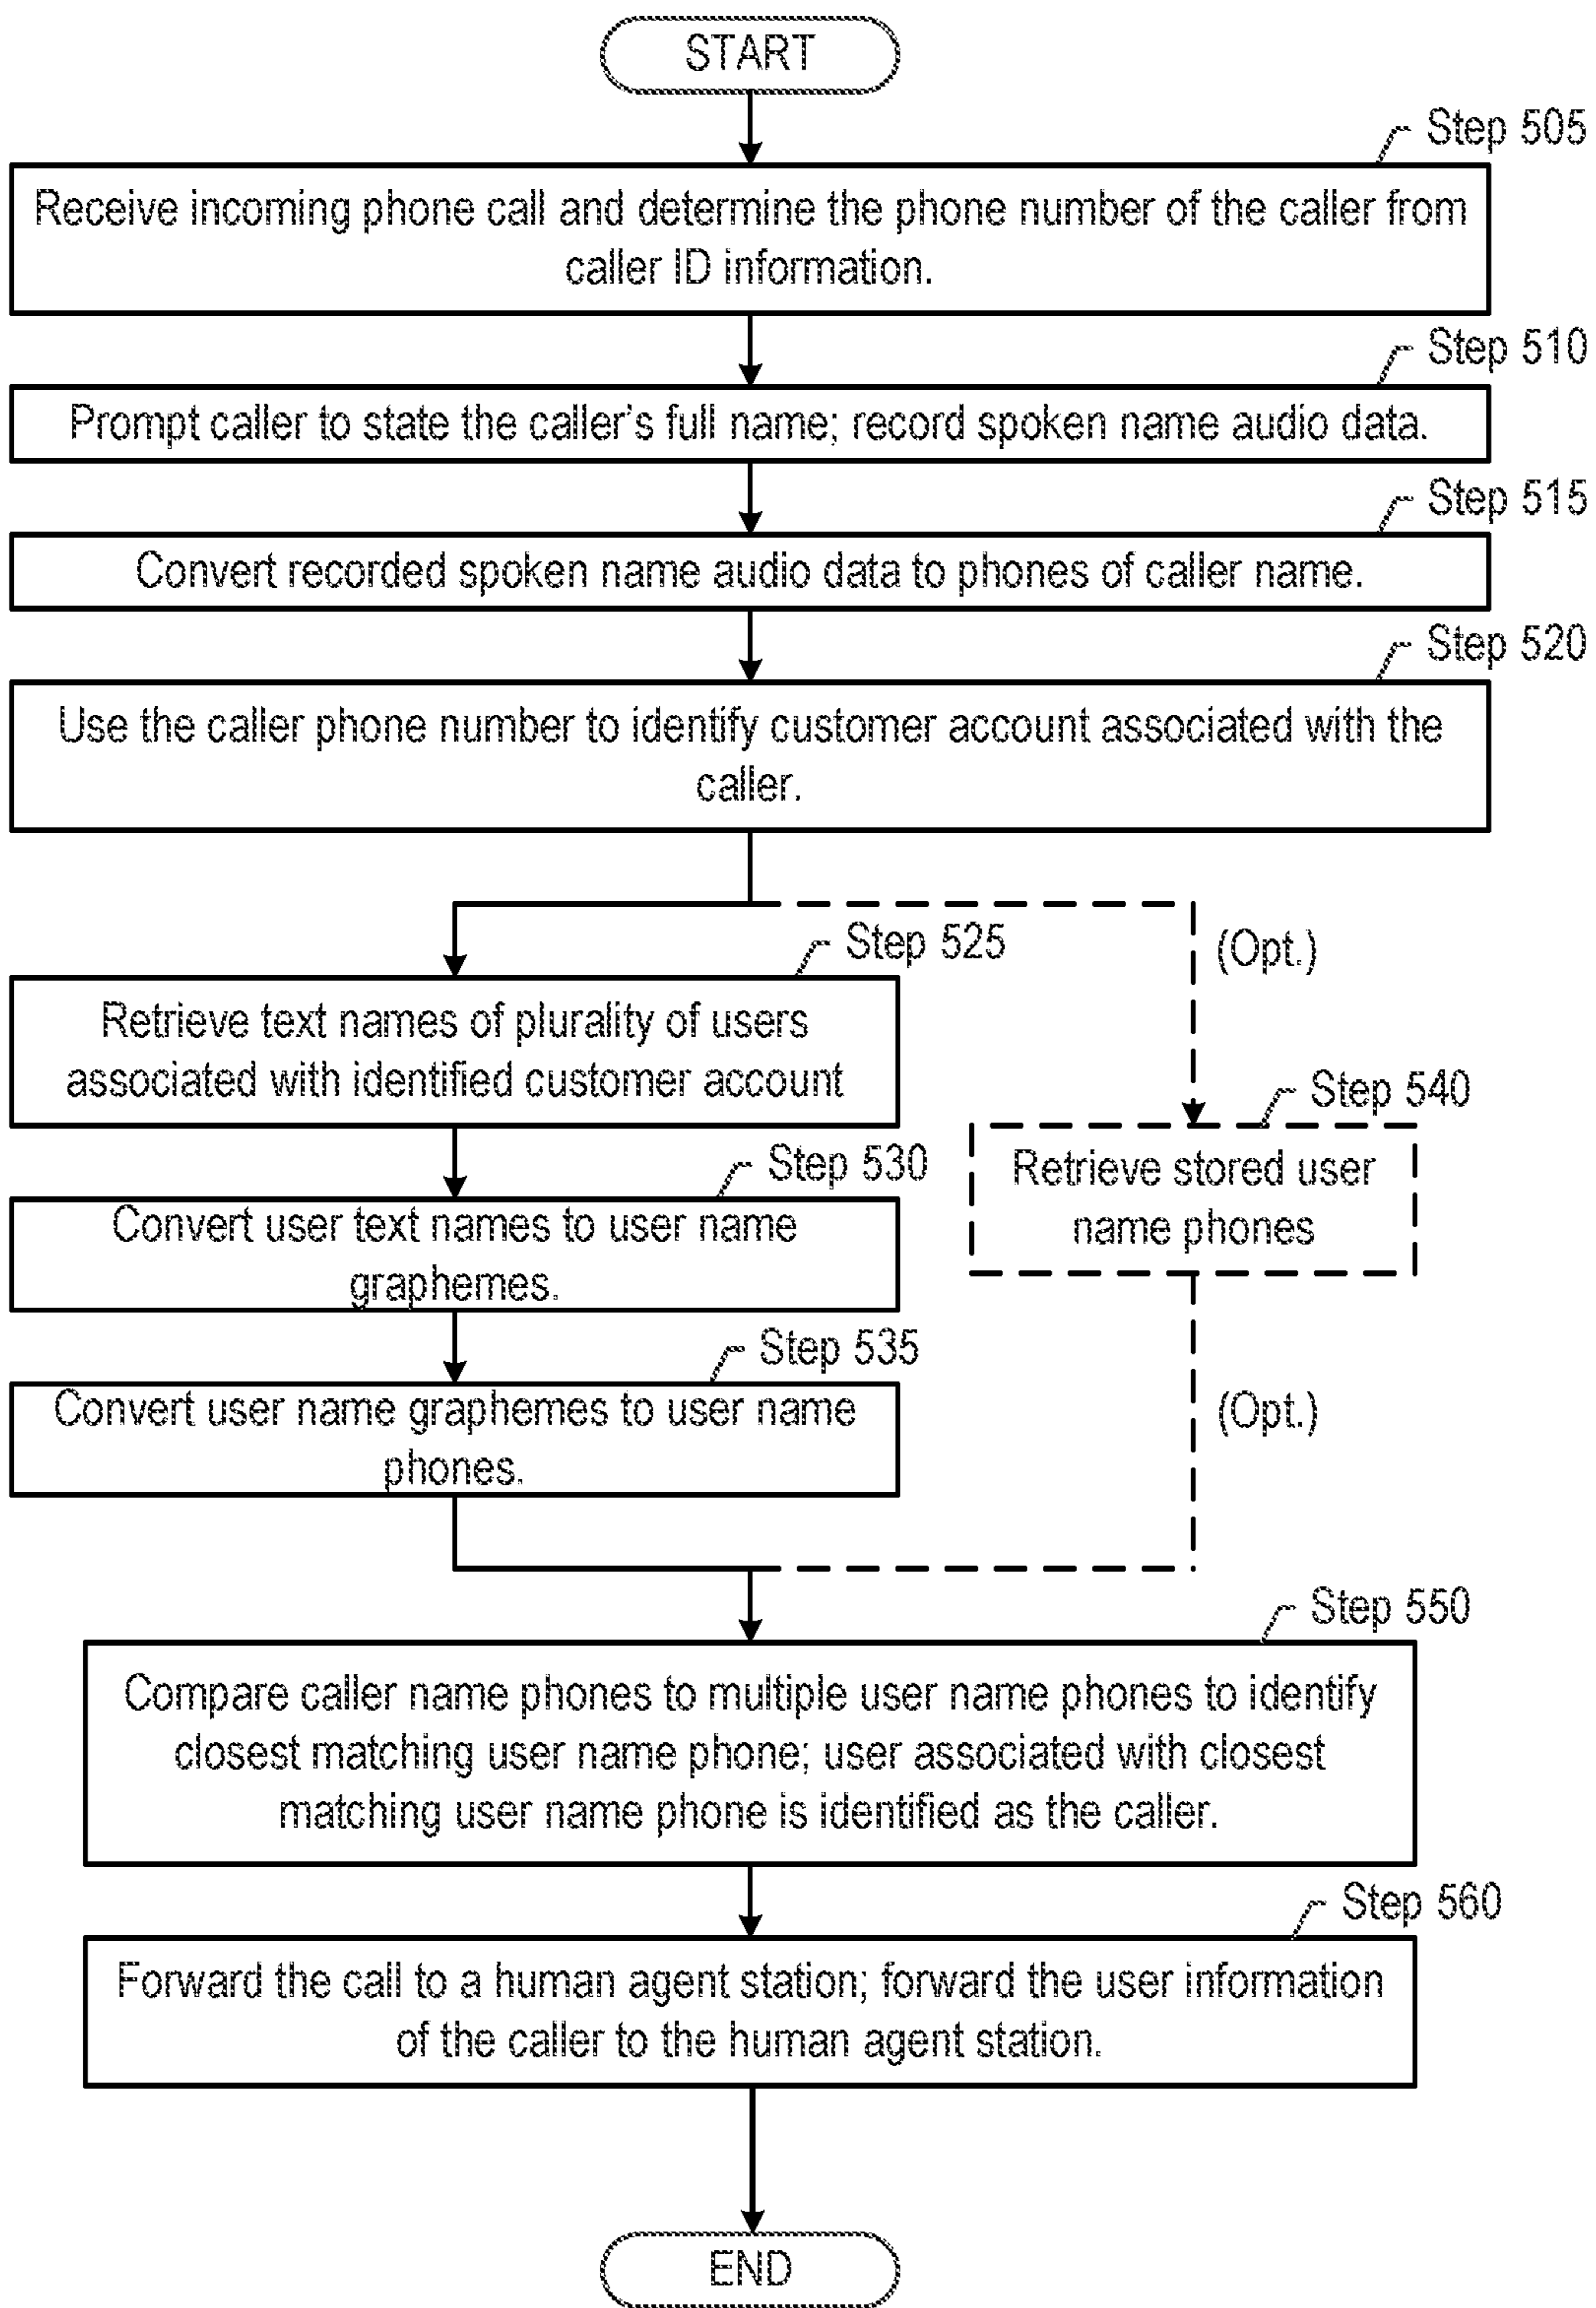 START
Step 505
Receive incoming phone call and determine the phone number of the caller from
caller ID information.
Step 510
Prompt caller to state the caller's full name; record spoken name audio data.
Step 515
Convert recorded spoken name audio data to phones of caller name.
Step 520
Use the caller phone number to identify customer account associated with the
caller.
(Opt.)
Step 525
Retrieve text names of plurality of users
associated with identified customer account
Step 530
Convert user text names to user name
graphemes.
Step 535
Convert user name graphemes to user name
phones.
Step 540
Retrieve stored user
name phones
(Opt.)
Step 550
Compare caller name phones to multiple user name phones to identify
closest matching user name phone; user associated with closest
matching user name phone is identified as the caller.
Step 560
Forward the call to a human agent station; forward the user information
of the caller to the human agent station.
END